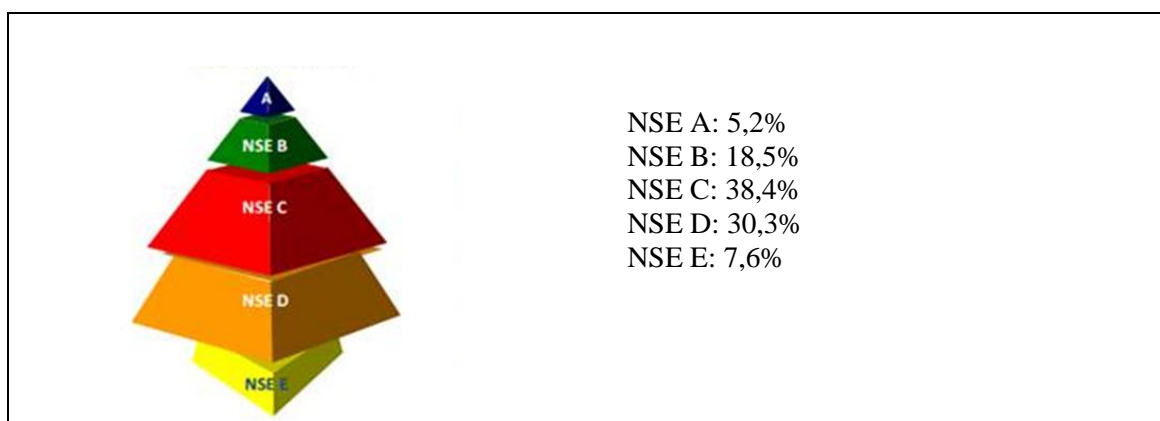 A
NSE B
NSE C
NSE D
NSE E
NSE A: 5,2%
NSE B: 18,5%
NSE C: 38,4%
NSE D: 30,3%
NSE E: 7,6%